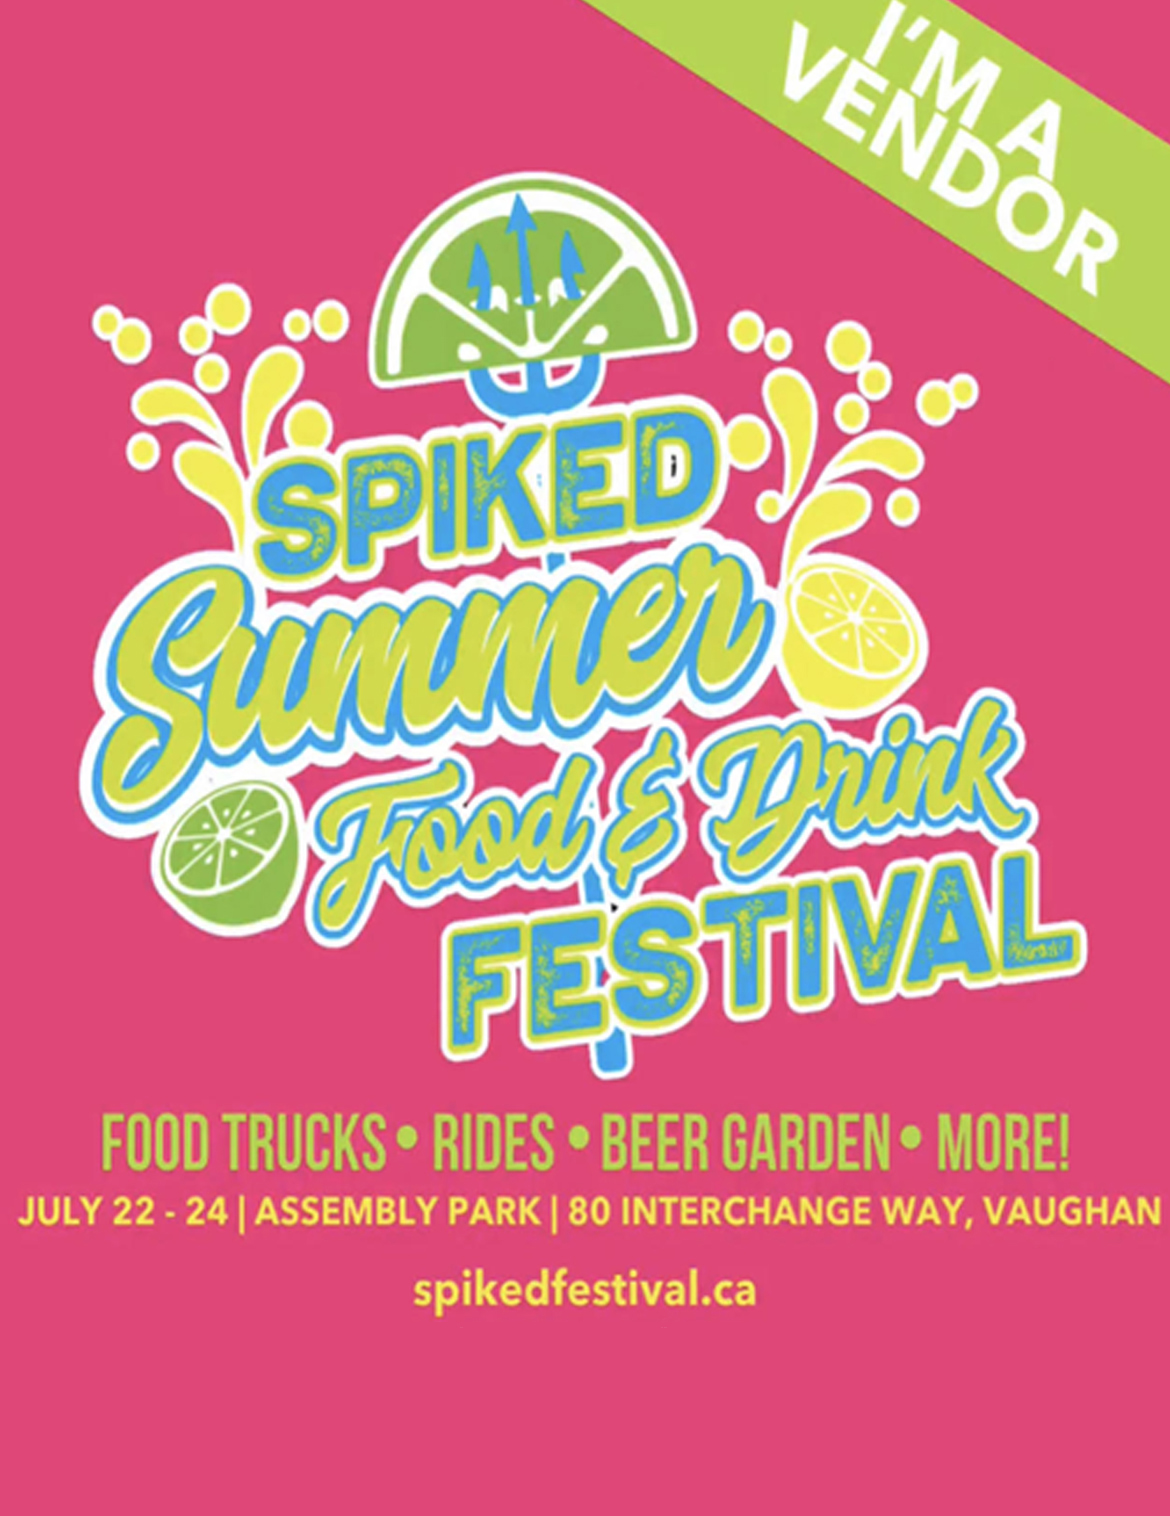 I'M A
VENDOR
SPIKED
Summer
Food & Drink
FESTIVAL
FOOD TRUCKS • RIDES • BEER GARDEN • MORE!
JULY 22 - 24 | ASSEMBLY PARK | 80 INTERCHANGE WAY, VAUGHAN
spikedfestival.ca